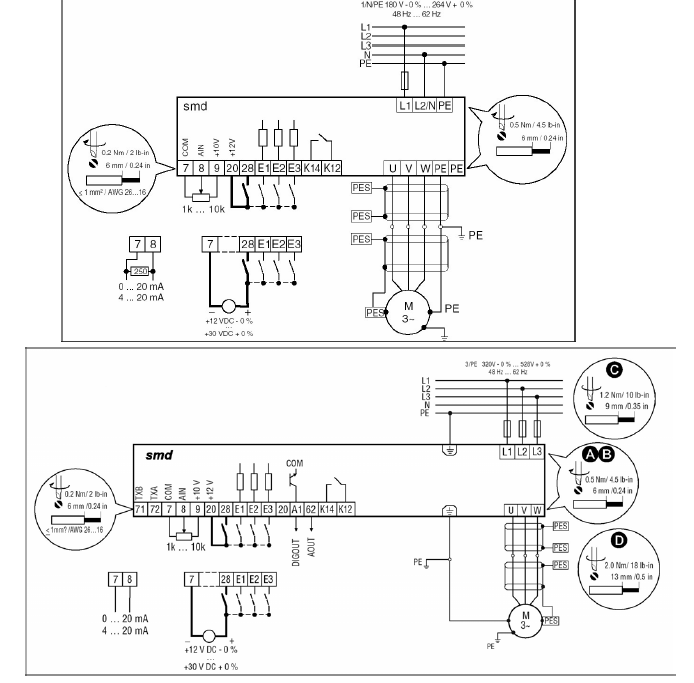 1/N/PE 180 V - 0 % ... 264 V + 0 %
48 Hz ... 62 Hz
L1
L2
L3
N
PE
smd
L1 L2/N PE
0.2 Nm / 2 lb-in
6 mm / 0.24 in
< 1 mm² / AWG 26...16
0.5 Nm / 4.5 lb-in
6 mm / 0.24 in
COM AIN +10V +12V
7 8 9 20 28 E1 E2 E3 K14 K12
U V W PE PE
1k ... 10k
PES
PES
PES
PE
7 8
250
0 ... 20 mA
4 ... 20 mA
7 28 E1 E2 E3
- +
+12 VDC - 0 %
...
+30 VDC + 0 %
PES
M
3~
PE
3/PE 320V - 0 % ... 528V + 0 %
48 Hz ... 62 Hz
L1
L2
L3
N
PE
C
1.2 Nm/ 10 lb-in
9 mm /0.35 in
smd
L1 L2 L3
A B
0.5 Nm/ 4.5 lb-in
6 mm /0.24 in
0.2 Nm/ 2 lb-in
6 mm /0.24 in
< 1mm² /AWG 26...16
TXB TXA COM AIN +10 V +12 V
COM
71 72 7 8 9 20 28 E1 E2 E3 20 A1 62 K14 K12
U V W
1k ... 10k
DIGOUT AOUT
PES
PES
PES
PE
D
2.0 Nm/ 18 lb-in
13 mm /0.5 in
7 8
0 ... 20 mA
4 ... 20 mA
7 28 E1 E2 E3
- +
+12 V DC - 0 %
...
+30 V DC + 0 %
M
3~
PES
PE